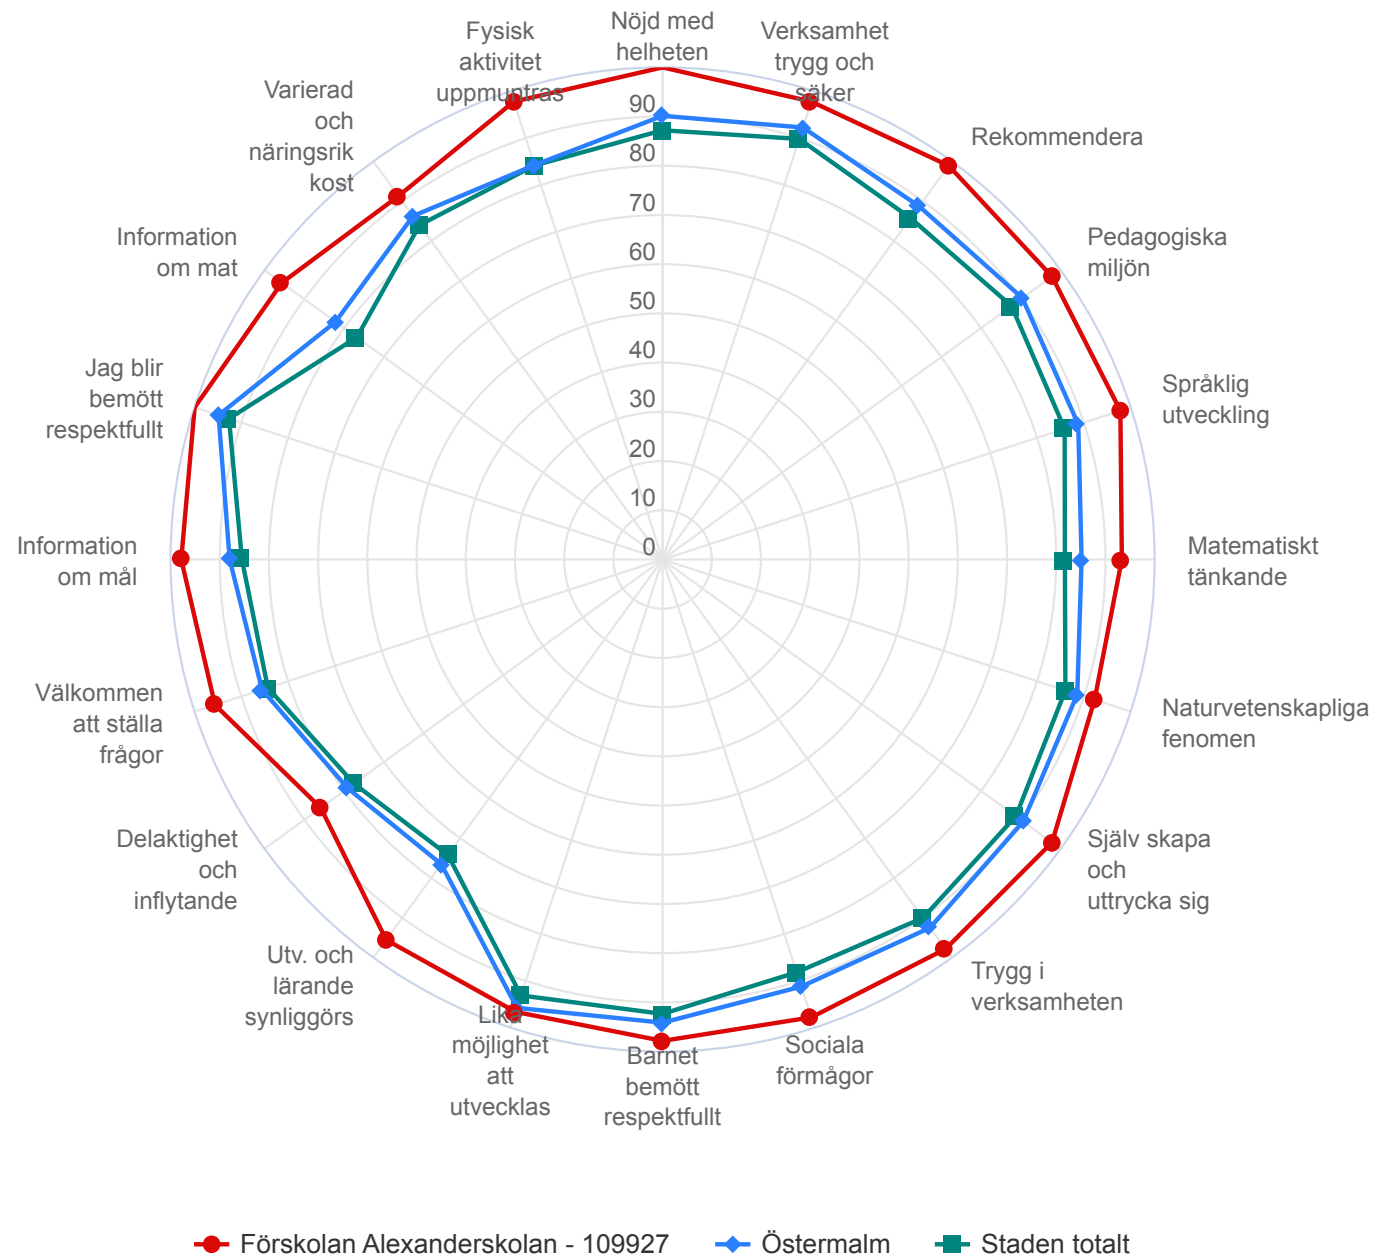 Nöjd med
helheten
Verksamhet
trygg och
säker
Rekommendera
Pedagogiska
miljön
Språklig
utveckling
Matematiskt
tänkande
Naturvetenskapliga
fenomen
Själv skapa
och
uttrycka sig
Trygg i
verksamheten
Sociala
förmågor
Barnet
bemött
respektfullt
Lika
möjlighet
att
utvecklas
Utv. och
lärande
synliggörs
Delaktighet
och
inflytande
Välkommen
att ställa
frågor
Information
om mål
Jag blir
bemött
respektfullt
Information
om mat
Varierad
och
näringsrik
kost
Fysisk
aktivitet
uppmuntras
90
80
70
60
50
40
30
20
10
0
Förskolan Alexanderskolan - 109927
Östermalm
Staden totalt